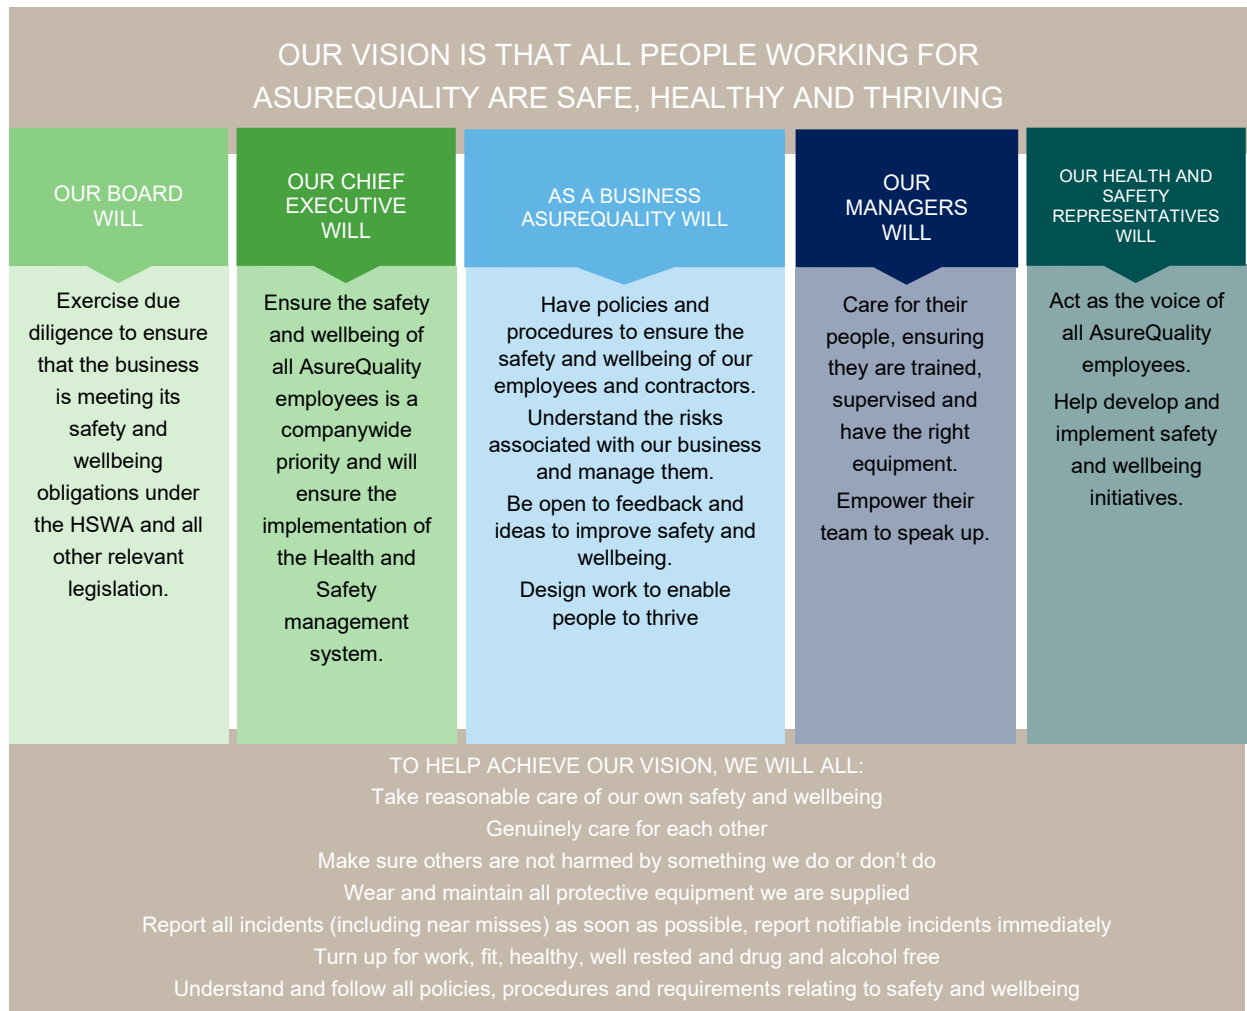 OUR VISION IS THAT ALL PEOPLE WORKING FOR
ASUREQUALITY ARE SAFE, HEALTHY AND THRIVING
OUR BOARD
WILL
Exercise due
diligence to ensure
that the business
is meeting its
safety and
wellbeing
obligations under
the HSWA and all
other relevant
legislation.
OUR CHIEF
EXECUTIVE
WILL
Ensure the safety
and wellbeing of
all AsureQuality
employees is a
companywide
priority and will
ensure the
implementation of
the Health and
Safety
management
system.
AS A BUSINESS
ASUREQUALITY WILL
Have policies and
procedures to ensure the
safety and wellbeing of our
employees and contractors.
Understand the risks
associated with our business
and manage them.
Be open to feedback and
ideas to improve safety and
wellbeing.
Design work to enable
people to thrive
OUR
MANAGERS
WILL
Care for their
people, ensuring
they are trained,
supervised and
have the right
equipment.
Empower their
team to speak up.
OUR HEALTH AND
SAFETY
REPRESENTATIVES
WILL
Act as the voice of
all AsureQuality
employees.
Help develop and
implement safety
and wellbeing
initiatives.
TO HELP ACHIEVE OUR VISION, WE WILL ALL:
Take reasonable care of our own safety and wellbeing
Genuinely care for each other
Make sure others are not harmed by something we do or don’t do
Wear and maintain all protective equipment we are supplied
Report all incidents (including near misses) as soon as possible, report notifiable incidents immediately
Turn up for work, fit, healthy, well rested and drug and alcohol free
Understand and follow all policies, procedures and requirements relating to safety and wellbeing